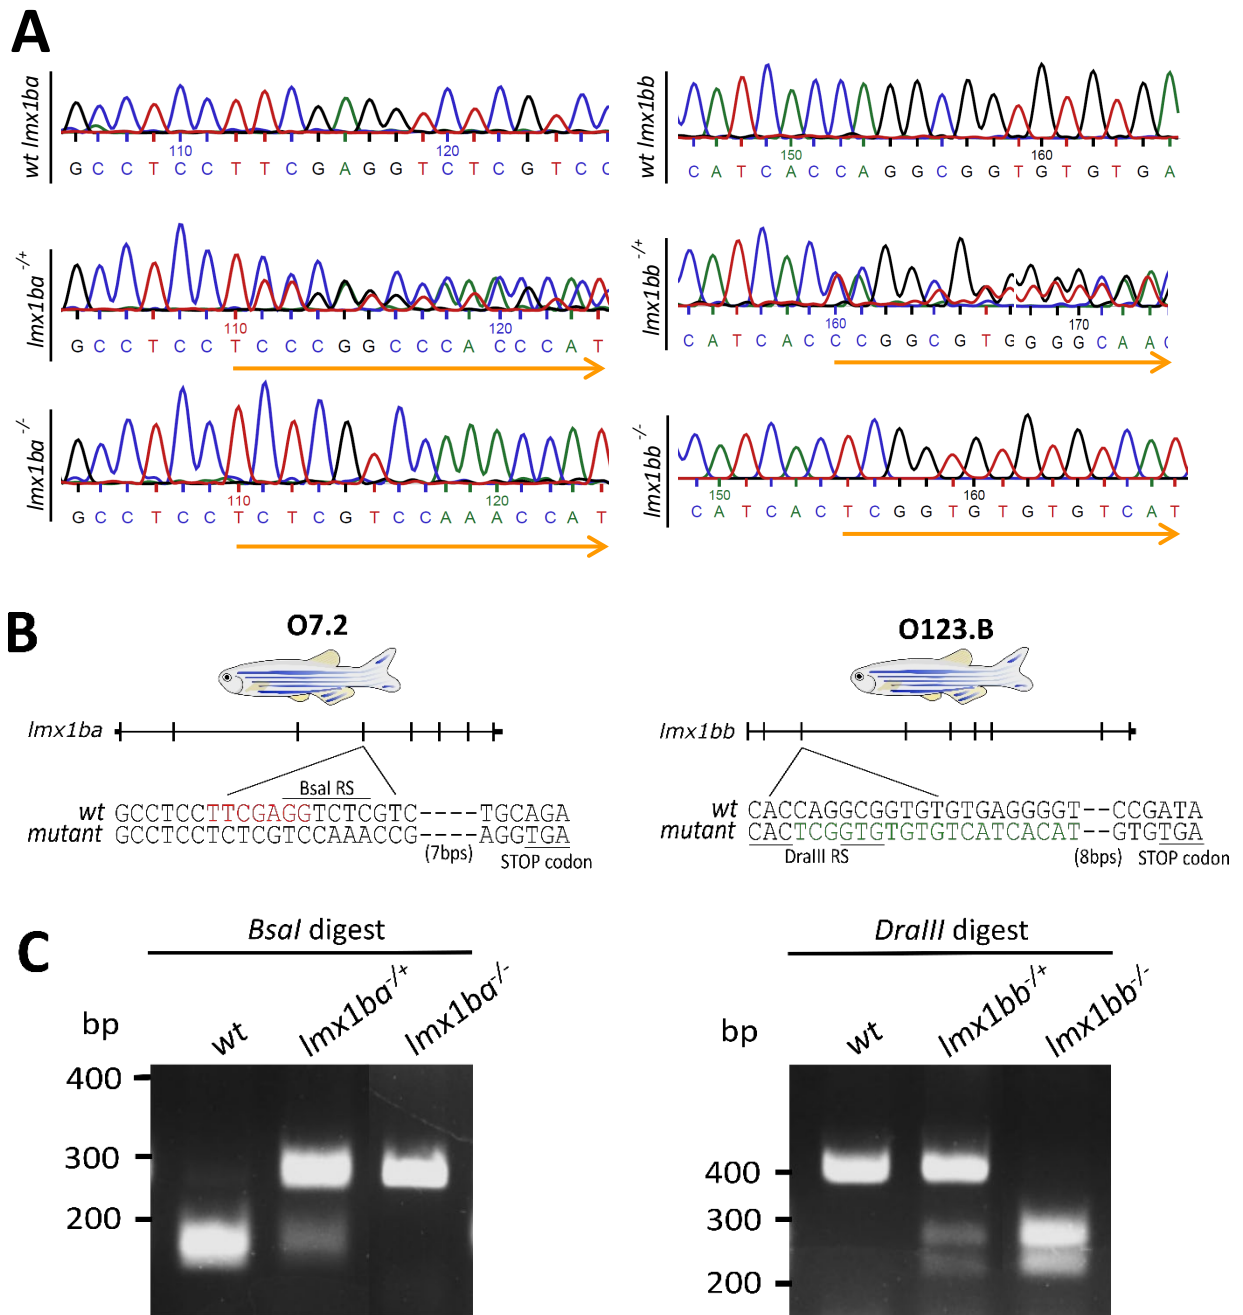 A
wt lmx1ba
110 120
G C C T C C T T C G A G G T C T C G T C C
wt lmx1bb
150 160
C A T C A C C A G G C G G T G T G T G A
lmx1ba -/+
110 120
G C C T C C T C C C G G C C C A C C C A T
lmx1bb -/+
160 170
C A T C A C C C G G C G T G G G G C A A C
lmx1ba -/-
110 120
G C C T C C T C T C G T C C A A A C C A T
lmx1bb -/-
150 160
C A T C A C T C G G T G T G T G T C A T
B
O7.2
O123.B
lmx1ba
lmx1bb
BsaI RS
wt GCCTCCTTCGAGGTCTCGTC----TGCAGA
mutant GCCTCCTCTCGTCCAAACCG----AGGTGA
(7bps) STOP codon
wt CACCAGGCGGTGTGTGAGGGGT--CCGATA
mutant CACTCGGTGTGTGTCATCACAT--GTGTGA
DraIII RS (8bps) STOP codon
C
BsaI digest
bp wt lmx1ba-/+ lmx1ba-/-
400
300
200
DraIII digest
bp wt lmx1bb-/+ lmx1bb-/-
400
300
200